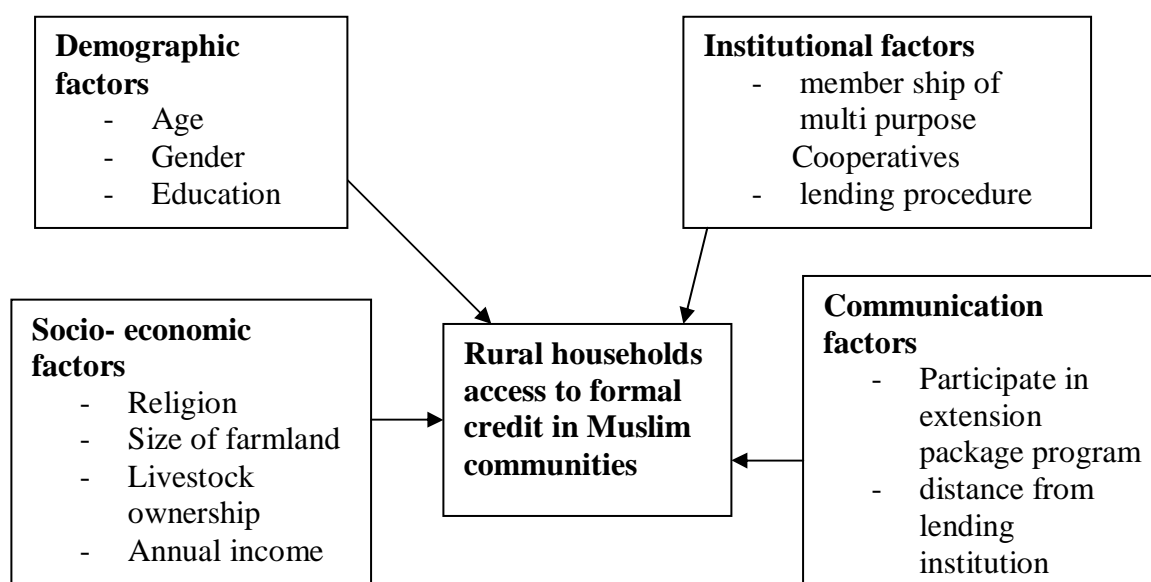 Demographic
factors
- Age
- Gender
- Education
Institutional factors
- member ship of
multi purpose
Cooperatives
- lending procedure
Socio- economic
factors
- Religion
- Size of farmland
- Livestock
ownership
- Annual income
Rural households
access to formal
credit in Muslim
communities
Communication
factors
- Participate in
extension
package program
- distance from
lending
institution